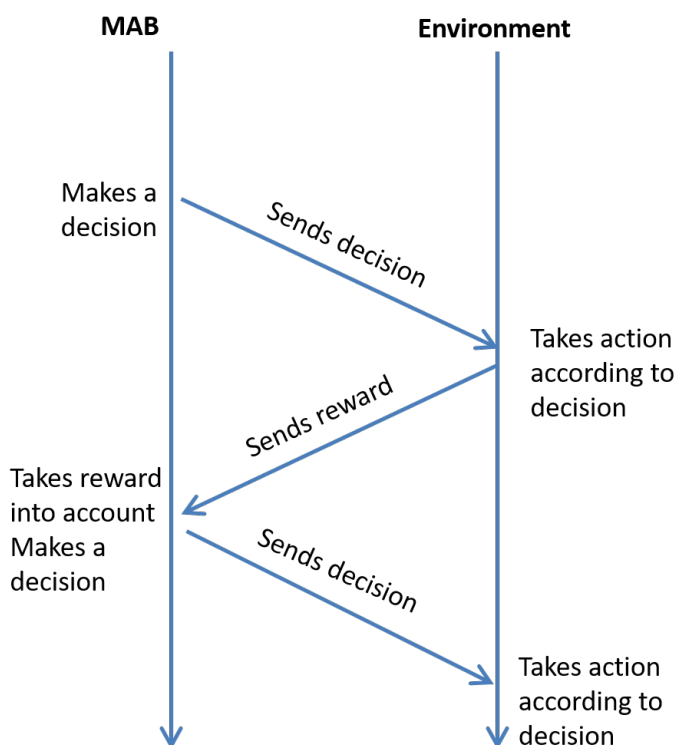 MAB
Environment
Makes a
decision
Sends decision
Takes action
according to
decision
Sends reward
Takes reward
into account
Makes a
decision
Sends decision
Takes action
according to
decision